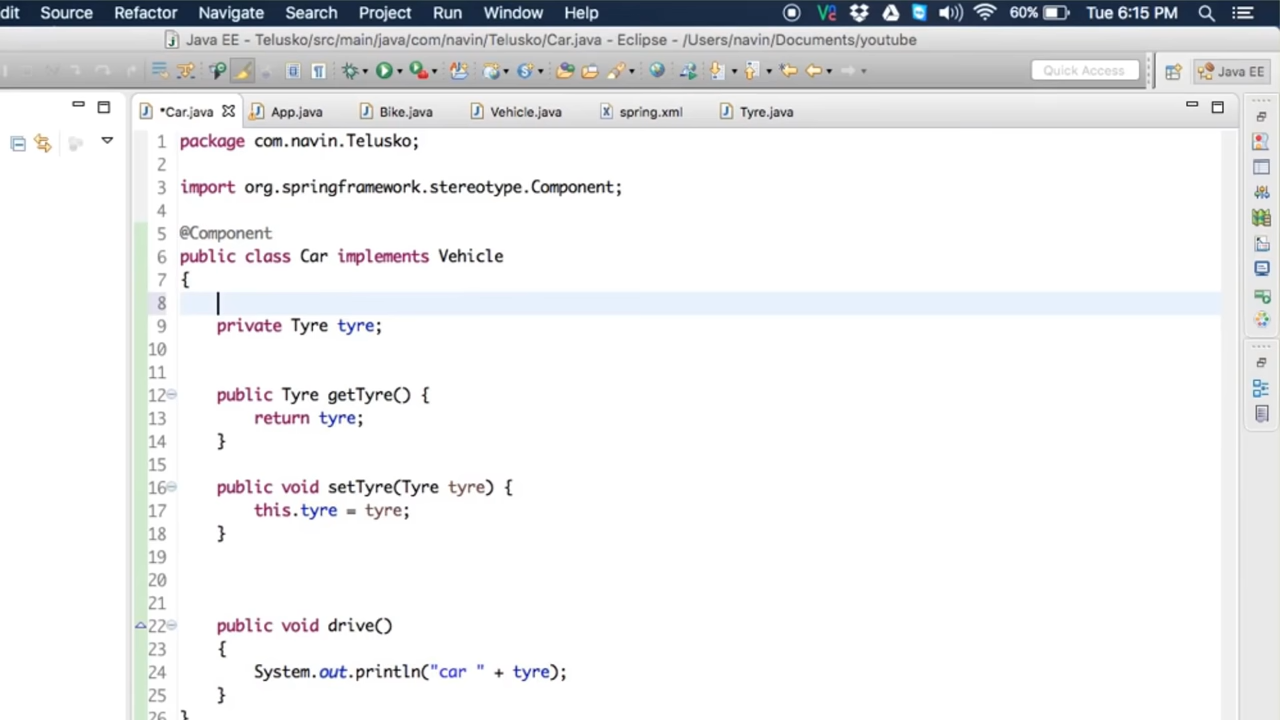 dit Source Refactor Navigate Search Project Run Window Help 60% Tue 6:15 PM
Java EE - Telusko/src/main/java/com/navin/Telusko/Car.java - Eclipse - /Users/navin/Documents/youtube
Quick Access Java EE
*Car.java App.java Bike.java Vehicle.java spring.xml Tyre.java
1 package com.navin.Telusko;
2
3 import org.springframework.stereotype.Component;
4
5 @Component
6 public class Car implements Vehicle
7 {
8
9 private Tyre tyre;
10
11
12 public Tyre getTyre() {
13 return tyre;
14 }
15
16 public void setTyre(Tyre tyre) {
17 this.tyre = tyre;
18 }
19
20
21
22 public void drive()
23 {
24 System.out.println("car " + tyre);
25 }
26 }